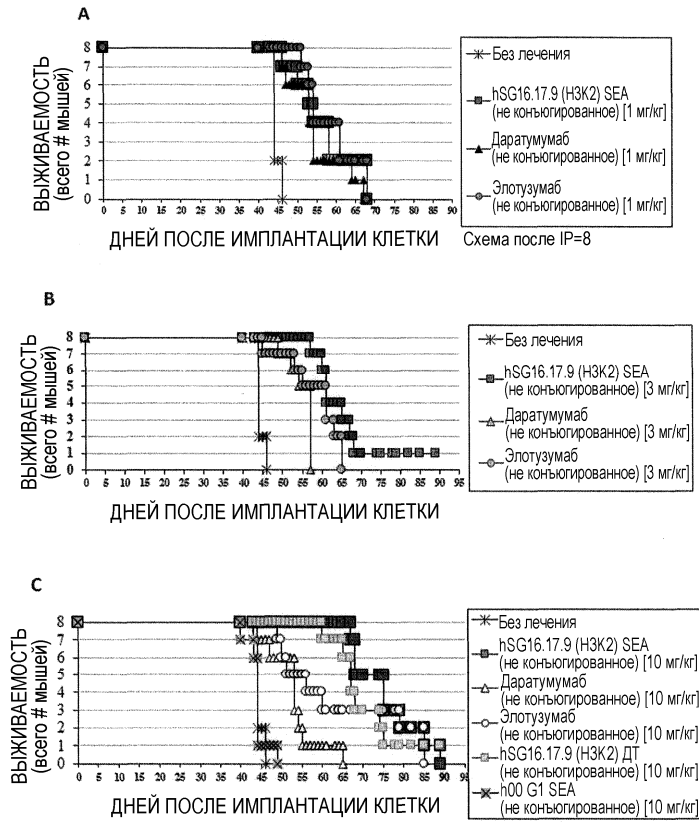 A
ВЫЖИВАЕМОСТЬ
(всего # мышей)
8
7
6
5
4
3
2
1
0
0 5 10 15 20 25 30 35 40 45 50 55 60 65 70 75 80 85 90
ДНЕЙ ПОСЛЕ ИМПЛАНТАЦИИ КЛЕТКИ
Без лечения
hSG16.17.9 (H3K2) SEA
(не конъюгированное) [1 мг/кг]
Даратумумаб
(не конъюгированное) [1 мг/кг]
Элотузумаб
(не конъюгированное) [1 мг/кг]
Схема после IP=8
B
ВЫЖИВАЕМОСТЬ
(всего # мышей)
8
7
6
5
4
3
2
1
0
0 5 10 15 20 25 30 35 40 45 50 55 60 65 70 75 80 85 90 95
ДНЕЙ ПОСЛЕ ИМПЛАНТАЦИИ КЛЕТКИ
Без лечения
hSG16.17.9 (H3K2) SEA
(не конъюгированное) [3 мг/кг]
Даратумумаб
(не конъюгированное) [3 мг/кг]
Элотузумаб
(не конъюгированное) [3 мг/кг]
C
ВЫЖИВАЕМОСТЬ
(всего # мышей)
8
7
6
5
4
3
2
1
0
0 5 10 15 20 25 30 35 40 45 50 55 60 65 70 75 80 85 90 95
ДНЕЙ ПОСЛЕ ИМПЛАНТАЦИИ КЛЕТКИ
Без лечения
hSG16.17.9 (H3K2) SEA
(не конъюгированное) [10 мг/кг]
Даратумумаб
(не конъюгированное) [10 мг/кг]
Элотузумаб
(не конъюгированное) [10 мг/кг]
hSG16.17.9 (H3K2) ДТ
(не конъюгированное) [10 мг/кг]
h00 G1 SEA
(не конъюгированное) [10 мг/кг]